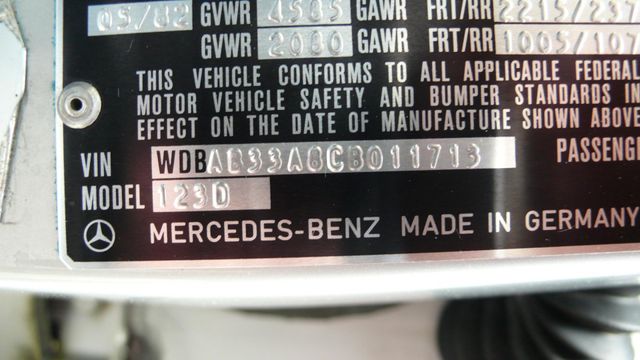 05/82 GVWR 4585 GAWR FRT/RR 2215/237
GVWR 2080 GAWR FRT/RR 1005/107
THIS VEHICLE CONFORMS TO ALL APPLICABLE FEDERAL
MOTOR VEHICLE SAFETY AND BUMPER STANDARDS IN
EFFECT ON THE DATE OF MANUFACTURE SHOWN ABOVE
VIN WDBAB33A8CB011713 PASSENG
MODEL 123D
MERCEDES-BENZ MADE IN GERMANY